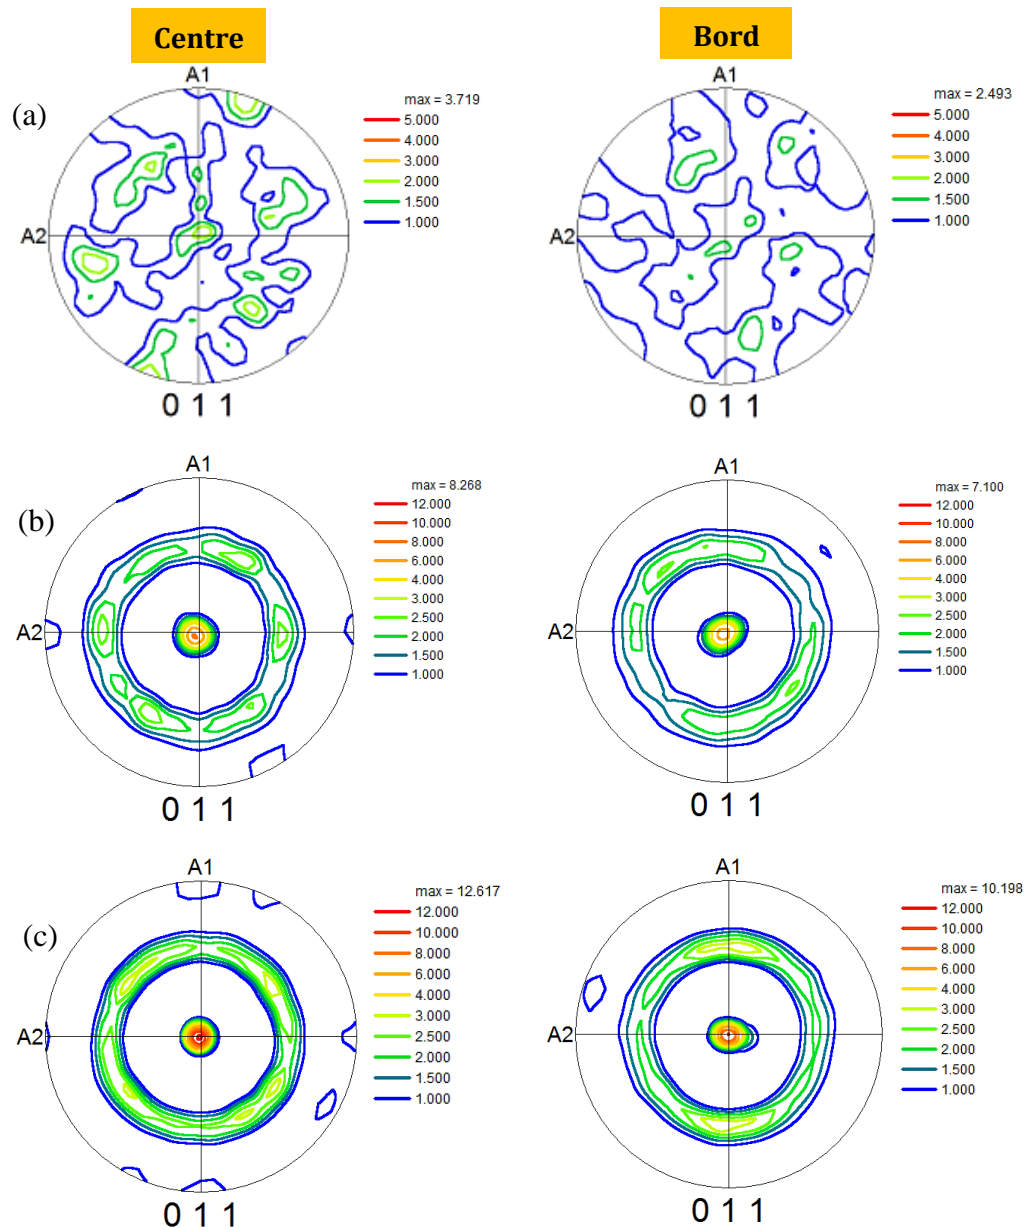 Centre
Bord
(a)
A1
A2
max = 3.719
5.000
4.000
3.000
2.000
1.500
1.000
0 1 1
A1
A2
max = 2.493
5.000
4.000
3.000
2.000
1.500
1.000
0 1 1
(b)
A1
A2
max = 8.268
12.000
10.000
8.000
6.000
4.000
3.000
2.500
2.000
1.500
1.000
0 1 1
A1
A2
max = 7.100
12.000
10.000
8.000
6.000
4.000
3.000
2.500
2.000
1.500
1.000
0 1 1
(c)
A1
A2
max = 12.617
12.000
10.000
8.000
6.000
4.000
3.000
2.500
2.000
1.500
1.000
0 1 1
A1
A2
max = 10.198
12.000
10.000
8.000
6.000
4.000
3.000
2.500
2.000
1.500
1.000
0 1 1